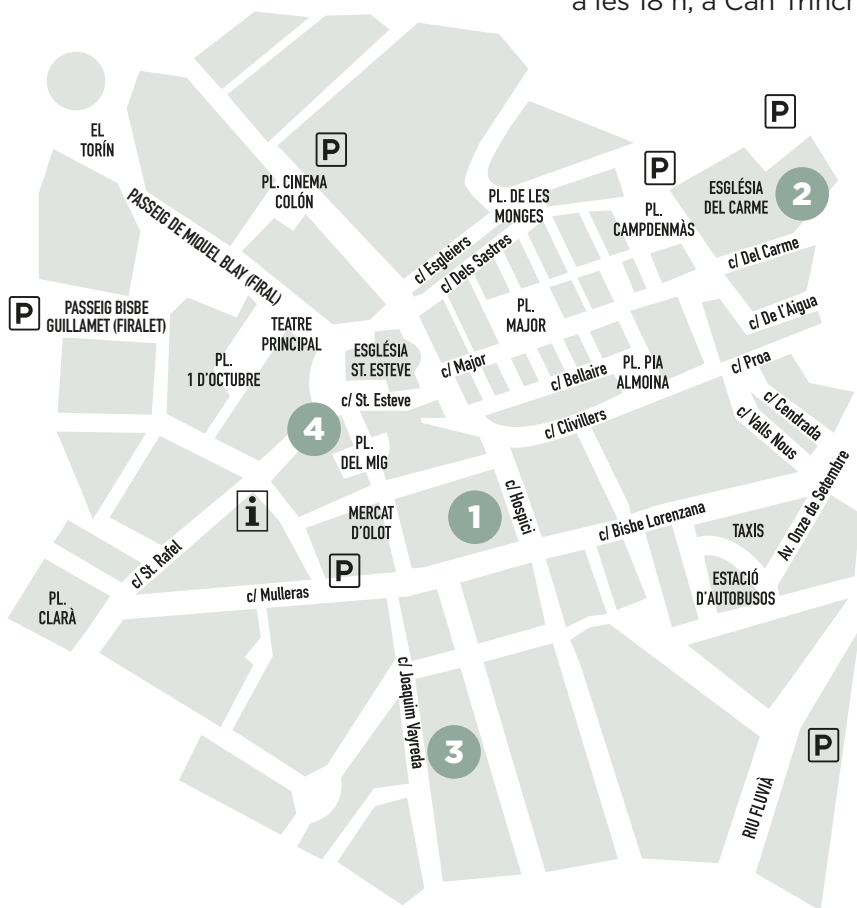 a les 18 h, a Can Trinch
EL
TORÍN
P
PL. CINEMA
COLÓN
P
P
ESGLÉSIA
DEL CARME
2
PL. DE LES
MONGES
PL.
CAMPDENMÀS
PASSEIG DE MIQUEL BLAY (FIRAL)
c/ Esgleiers
c/ Dels Sastres
c/ Del Carme
P
PASSEIG BISBE
GUILLAMET (FIRALET)
TEATRE
PRINCIPAL
PL.
MAJOR
c/ De l'Aigua
PL.
1 D'OCTUBRE
ESGLÉSIA
ST. ESTEVE
c/ Major
c/ Bellaire
PL. PIA
ALMOINA
c/ Proa
c/ St. Esteve
c/ Clivillers
c/ Cendrada
c/ Valls Nous
4
PL.
DEL MIG
i
MERCAT
D'OLOT
1
c/ Hospici
c/ Bisbe Lorenzana
TAXIS
Av. Onze de Setembre
c/ St. Rafel
P
c/ Mulleras
ESTACIÓ
D'AUTOBUSOS
PL.
CLARÀ
c/ Joaquim Vayreda
3
P
RIU FLUVIÀ